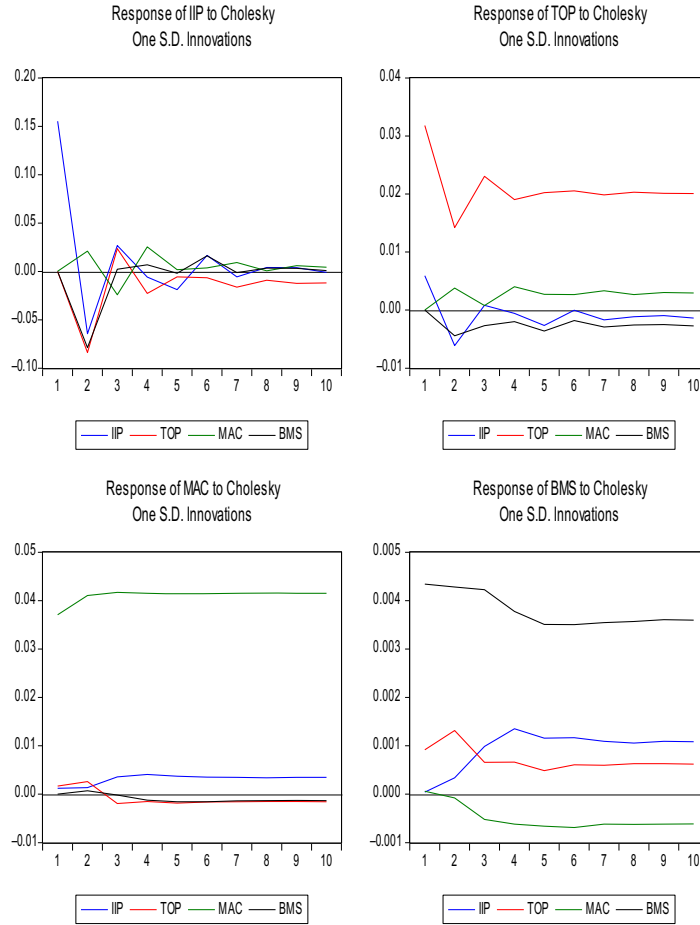 Response of IIP to Cholesky
One S.D. Innovations
0.20
0.15
0.10
0.05
0.00
–0.05
–0.10
1 2 3 4 5 6 7 8 9 10
IIP TOP MAC BMS
Response of TOP to Cholesky
One S.D. Innovations
0.04
0.03
0.02
0.01
0.00
–0.01
1 2 3 4 5 6 7 8 9 10
IIP TOP MAC BMS
Response of MAC to Cholesky
One S.D. Innovations
0.05
0.04
0.03
0.02
0.01
0.00
–0.01
1 2 3 4 5 6 7 8 9 10
IIP TOP MAC BMS
Response of BMS to Cholesky
One S.D. Innovations
0.005
0.004
0.003
0.002
0.001
0.000
–0.001
1 2 3 4 5 6 7 8 9 10
IIP TOP MAC BMS